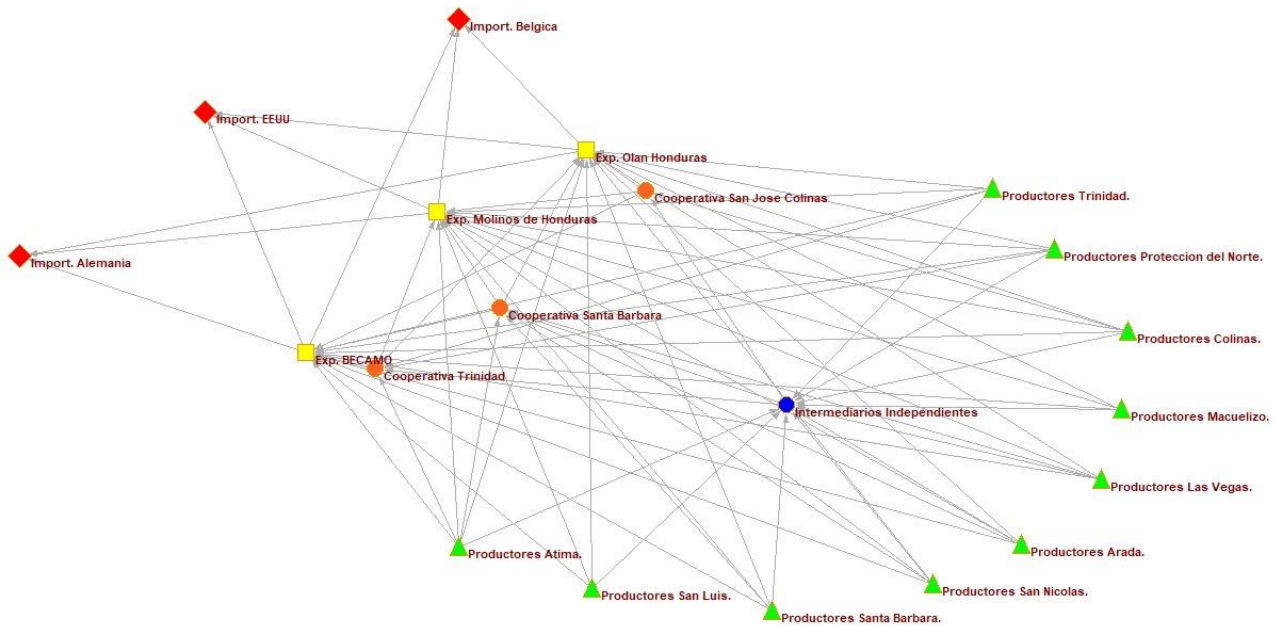 Import. Belgica
Import. EEUU
Exp. Olan Honduras
Cooperativa San Jose Colinas
Productores Trinidad.
Exp. Molinos de Honduras
Productores Proteccion del Norte.
Import. Alemania
Cooperativa Santa Barbara
Productores Colinas.
Exp. BECAMO
Cooperativa Trinidad
Intermediarios Independientes
Productores Macuelizo.
Productores Las Vegas.
Productores Atima.
Productores Arada.
Productores San Luis.
Productores San Nicolas.
Productores Santa Barbara.